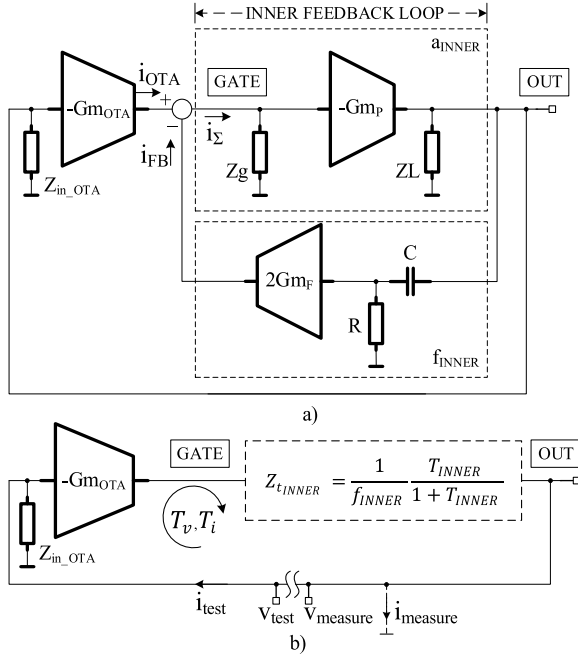 INNER FEEDBACK LOOP
a_INNER
i_OTA
GATE
OUT
-Gm_OTA
+
−
i_Σ
-Gm_P
i_FB
Z_in_OTA
Zg
ZL
C
2Gm_F
R
f_INNER
a)
GATE
OUT
-Gm_OTA
Z_t_INNER = 1/f_INNER T_INNER/1 + T_INNER
T_v, T_i
Z_in_OTA
i_test
v_test
v_measure
i_measure
b)